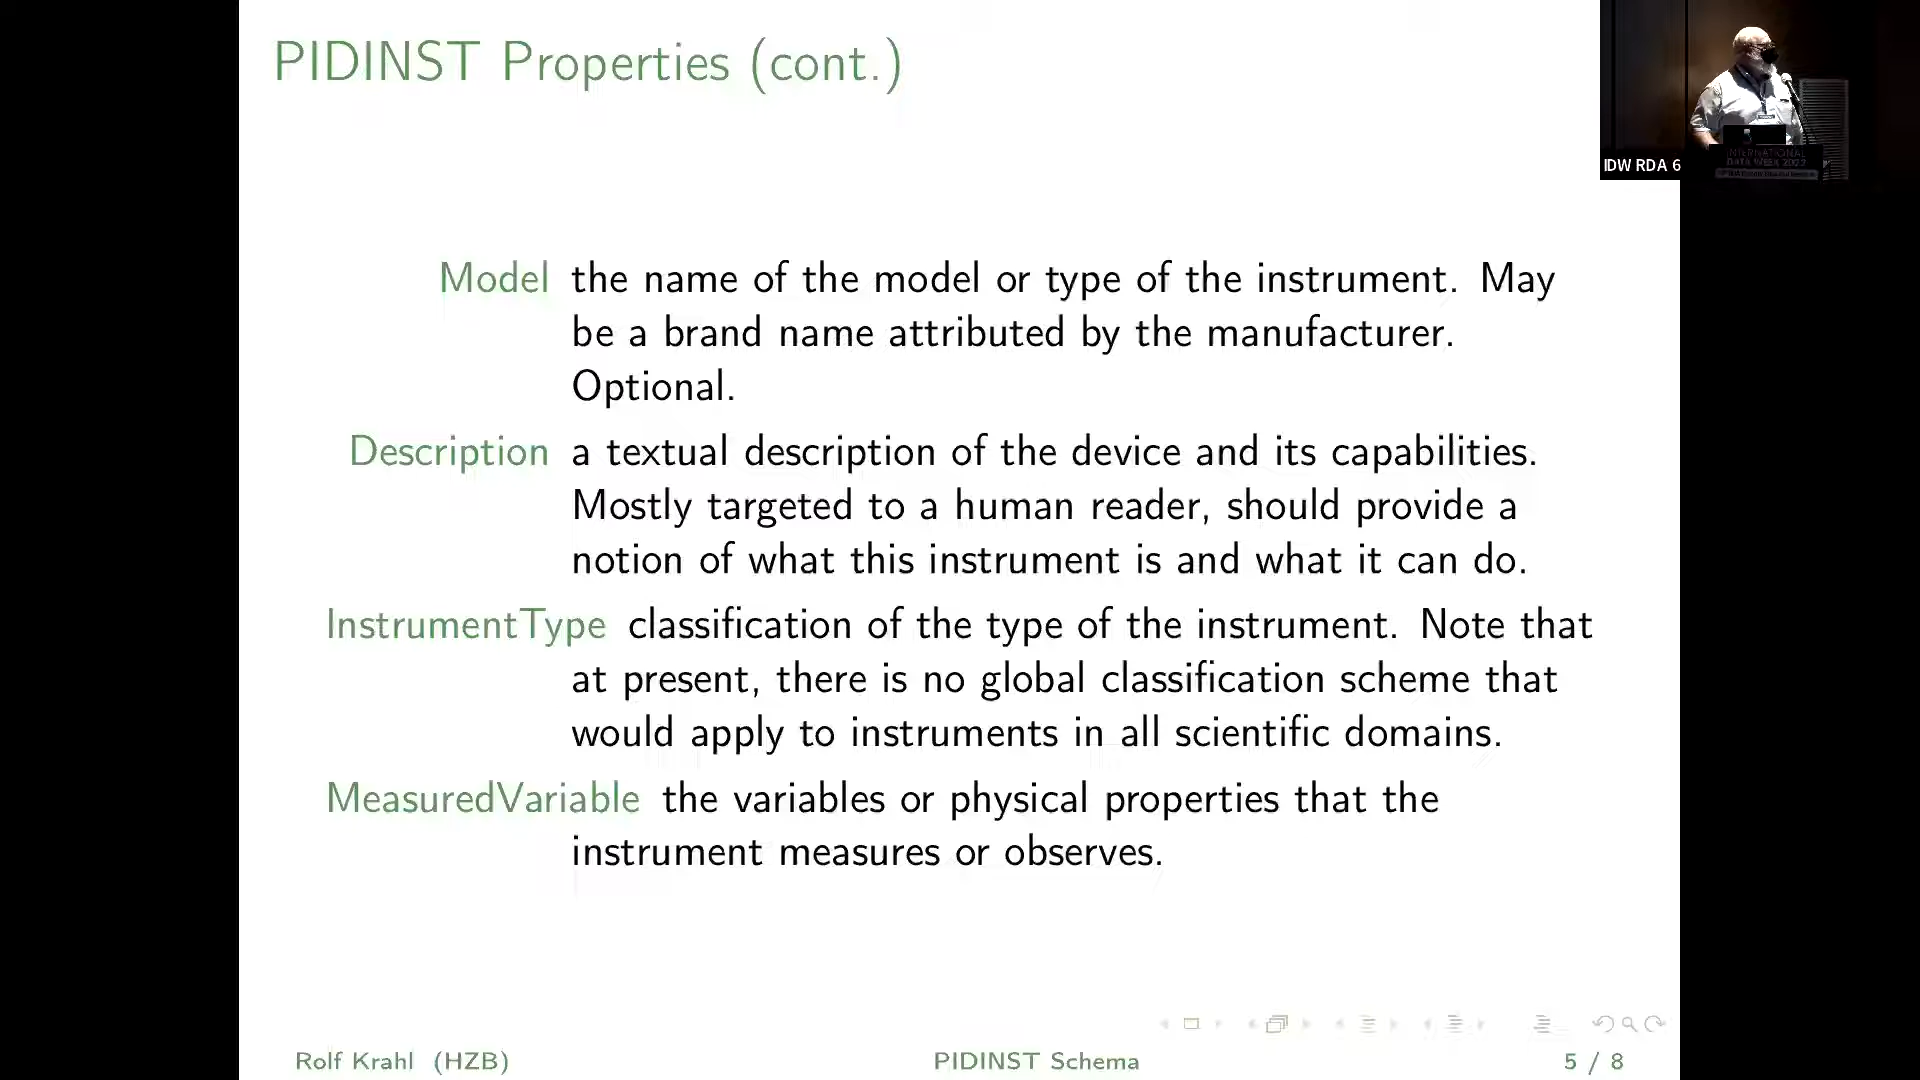 PIDINST Properties (cont.)
IDW RDA 6
INTERNATIONAL
DATA WEEK 2022
Model the name of the model or type of the instrument. May
be a brand name attributed by the manufacturer.
Optional.
Description a textual description of the device and its capabilities.
Mostly targeted to a human reader, should provide a
notion of what this instrument is and what it can do.
InstrumentType classification of the type of the instrument. Note that
at present, there is no global classification scheme that
would apply to instruments in all scientific domains.
MeasuredVariable the variables or physical properties that the
instrument measures or observes.
Rolf Krahl (HZB)
PIDINST Schema
5 / 8